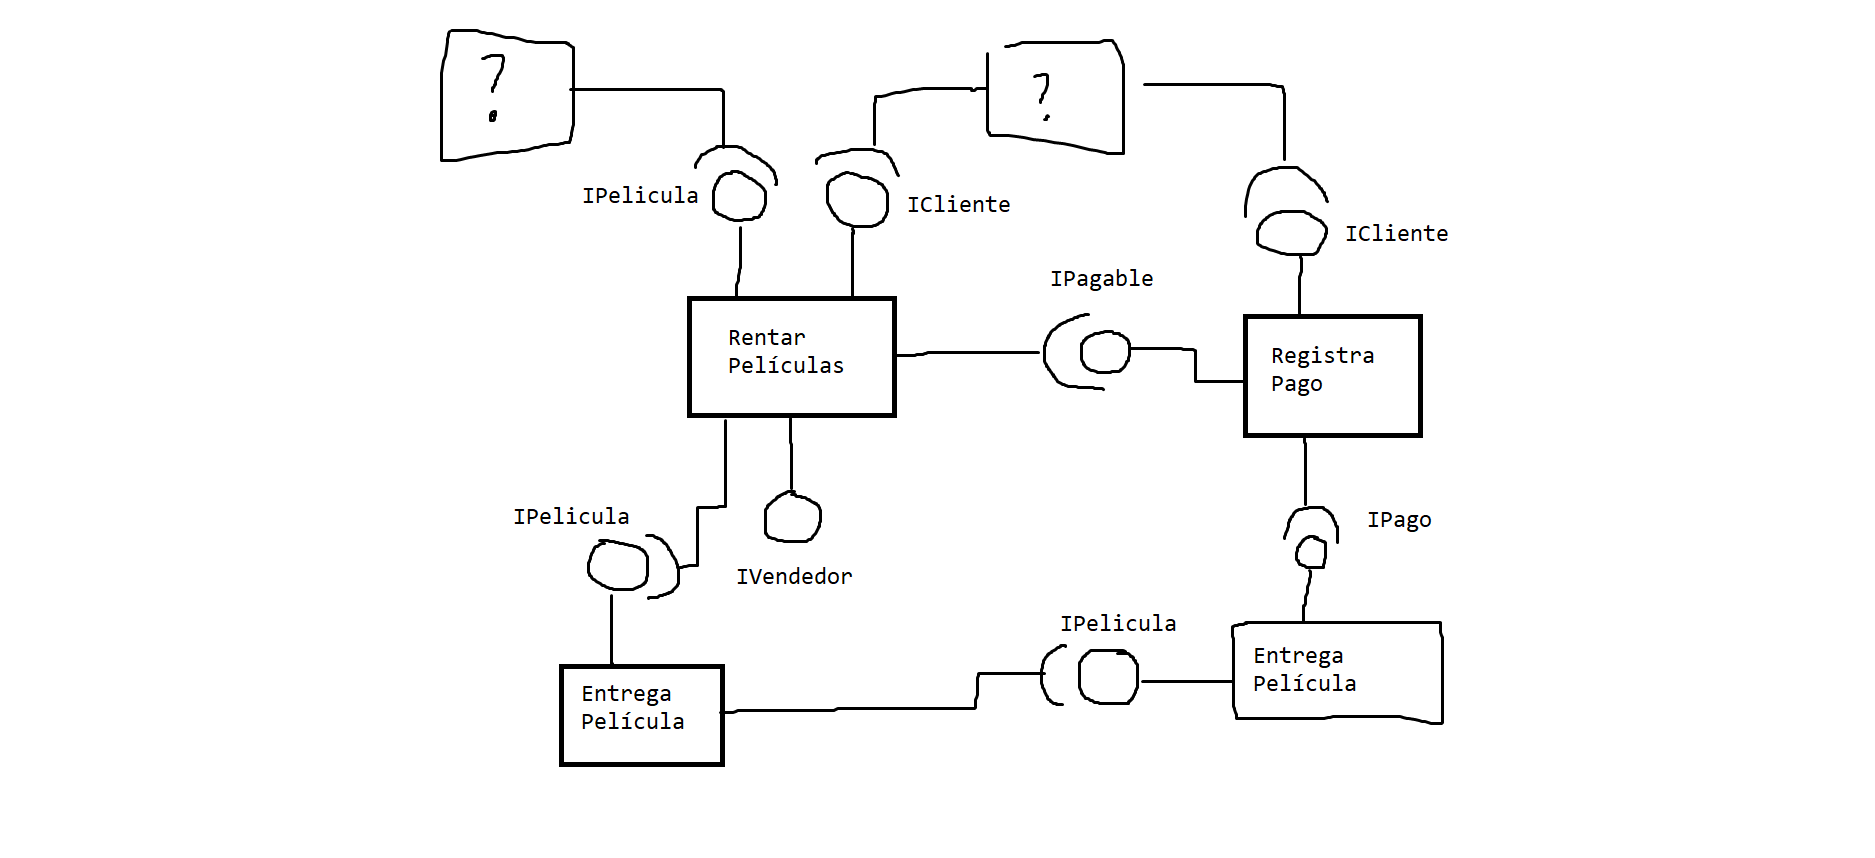 ?
?
IPelicula
ICliente
ICliente
IPagable
Rentar
Películas
Registra
Pago
IPelicula
IPago
IVendedor
IPelicula
Entrega
Película
Entrega
Película